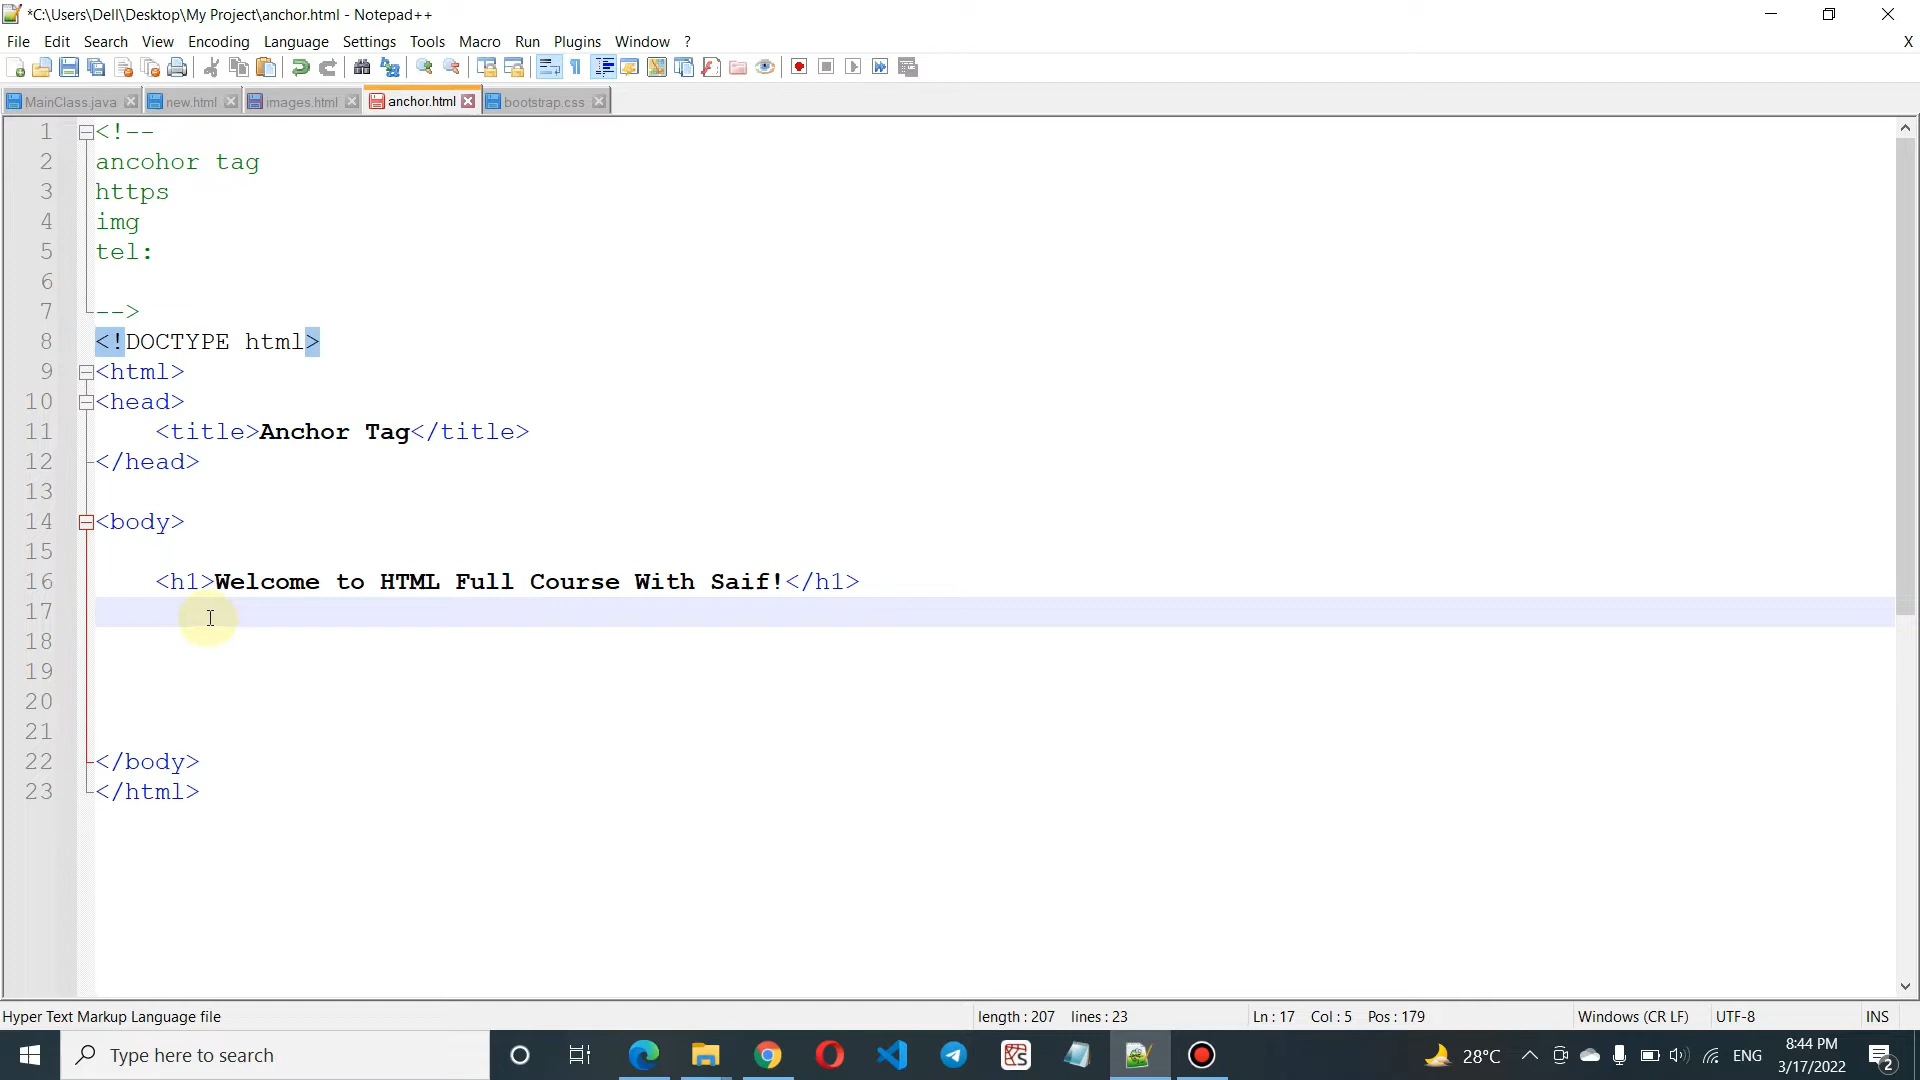 *C:\Users\Dell\Desktop\My Project\anchor.html - Notepad++
File Edit Search View Encoding Language Settings Tools Macro Run Plugins Window ? X
MainClass.java new.html images.html anchor.html bootstrap.css
1 <!--
2 ancohor tag
3 https
4 img
5 tel:
6
7 -->
8 <!DOCTYPE html>
9 <html>
10 <head>
11 <title>Anchor Tag</title>
12 </head>
13
14 <body>
15
16 <h1>Welcome to HTML Full Course With Saif!</h1>
17
18
19
20
21
22 </body>
23 </html>
Hyper Text Markup Language file length : 207 lines : 23 Ln : 17 Col : 5 Pos : 179 Windows (CR LF) UTF-8 INS
Type here to search 28°C ENG 8:44 PM
3/17/2022 2